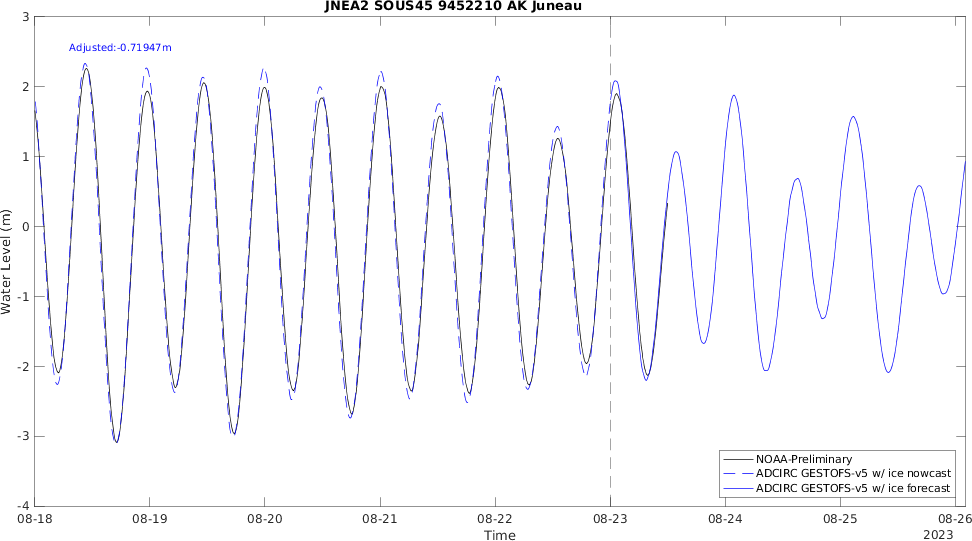 JNEA2 SOUS45 9452210 AK Juneau
Adjusted:-0.71947m
3
2
1
0
-1
-2
-3
-4
Water Level (m)
NOAA-Preliminary
ADCIRC GESTOFS-v5 w/ ice nowcast
ADCIRC GESTOFS-v5 w/ ice forecast
08-18 08-19 08-20 08-21 08-22 08-23 08-24 08-25 08-26
Time
2023